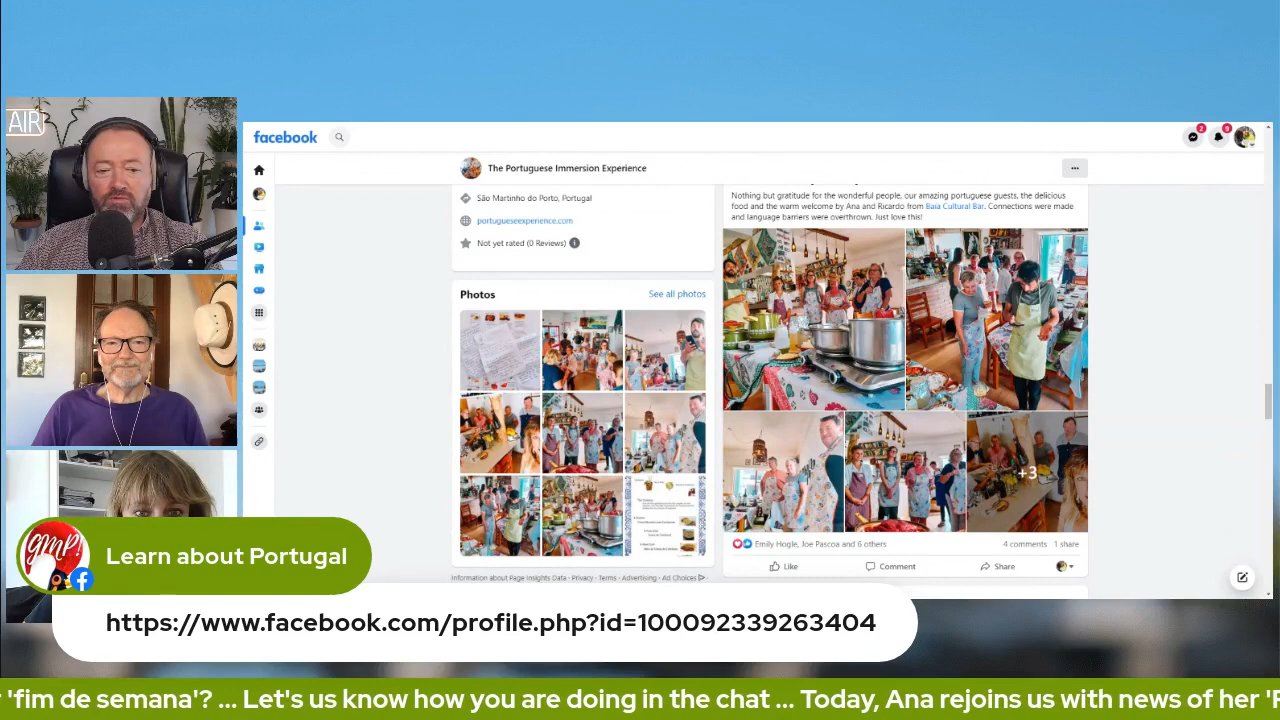 AIR
facebook
2
9
The Portuguese Immersion Experience
...
São Martinho do Porto, Portugal
portugueseexperience.com
Not yet rated (0 Reviews)
Photos
See all photos
Information about Page Insights Data · Privacy · Terms · Advertising · Ad Choices ·
Nothing but gratitude for the wonderful people, our amazing portuguese guests, the delicious
food and the warm welcome by Ana and Ricardo from Baia Cultural Bar. Connections were made
and language barriers were overthrown. Just love this!
+3
Emily Hogle, Joe Pascoa and 6 others
4 comments 1 share
Like Comment Share
gmp!
Learn about Portugal
https://www.facebook.com/profile.php?id=100092339263404
'fim de semana'? ... Let's us know how you are doing in the chat ... Today, Ana rejoins us with news of her